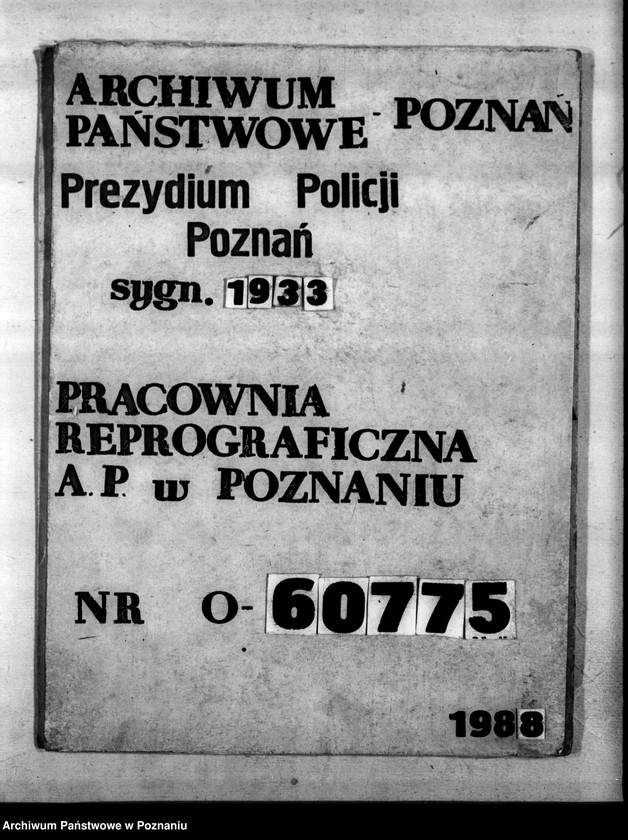 ARCHIWUM
PAŃSTWOWE - POZNAŃ
Prezydium Policji
Poznań
sygn. 1933
PRACOWNIA
REPROGRAFICZNA
A.P. w POZNANIU
NR O-60775
1988
Archiwum Państwowe w Poznaniu